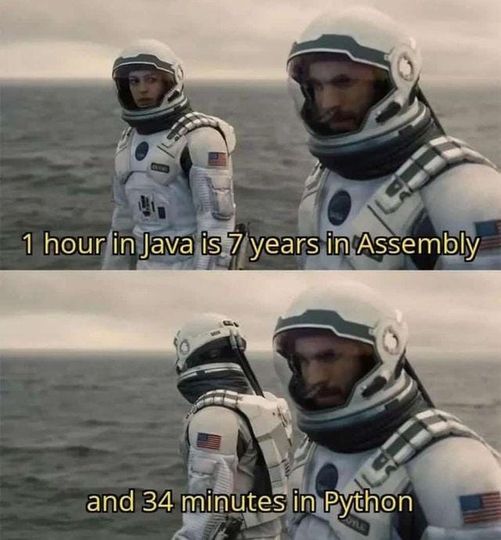 1 hour in Java is 7 years in Assembly
and 34 minutes in Python